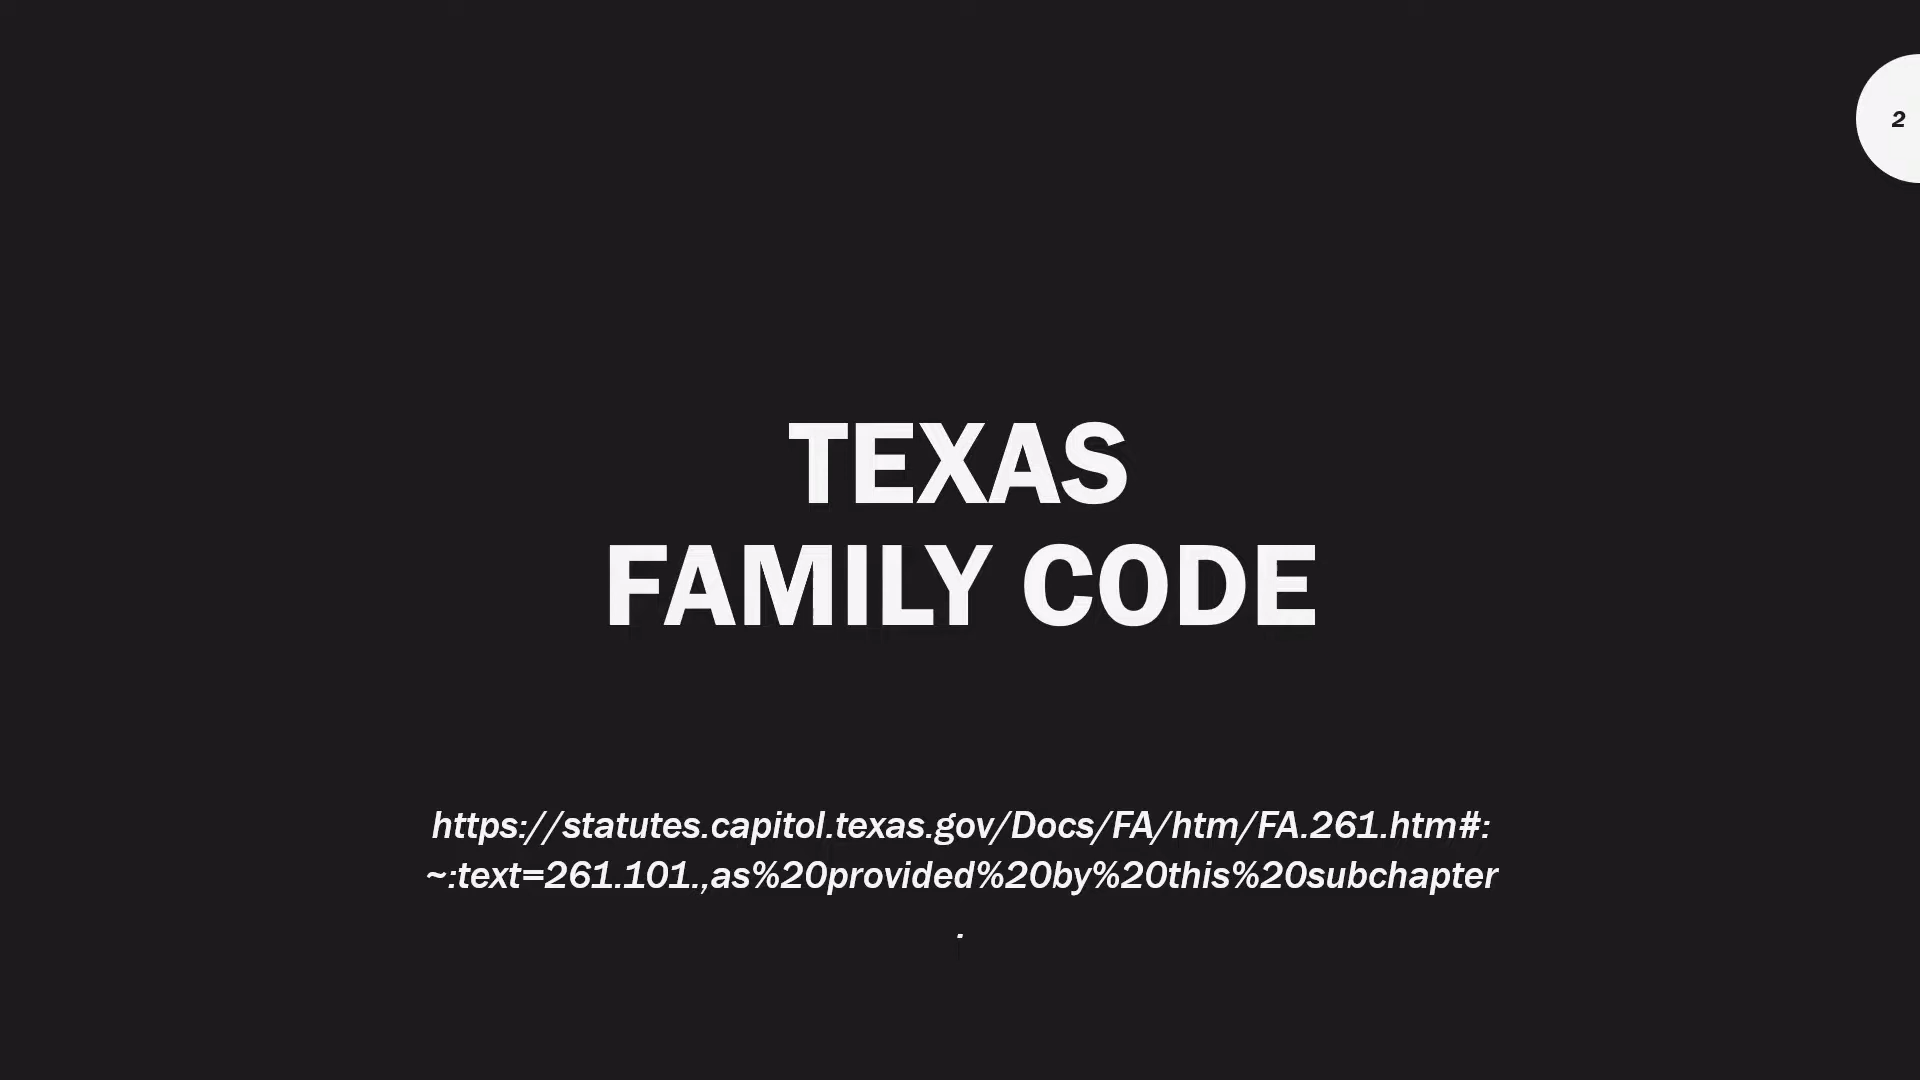 2
TEXAS
FAMILY CODE
https://statutes.capitol.texas.gov/Docs/FA/htm/FA.261.htm#:
~:text=261.101.,as%20provided%20by%20this%20subchapter
.